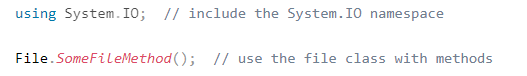 using System.IO;  // include the System.IO namespace
File.SomeFileMethod();  // use the file class with methods